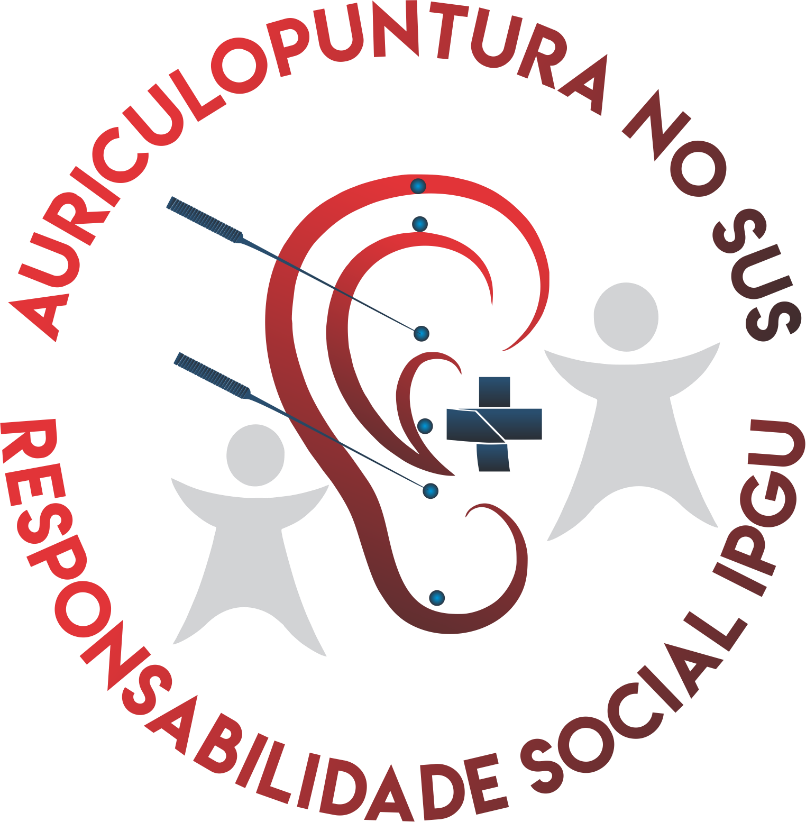 AURICULOPUNTURA NO SUS
RESPONSABILIDADE SOCIAL IPGU